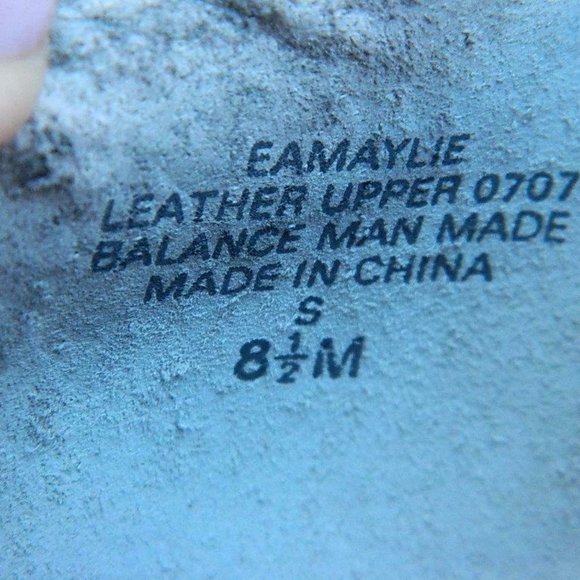 EAMAYLIE
LEATHER UPPER 0707
BALANCE MAN MADE
MADE IN CHINA
S
8½M